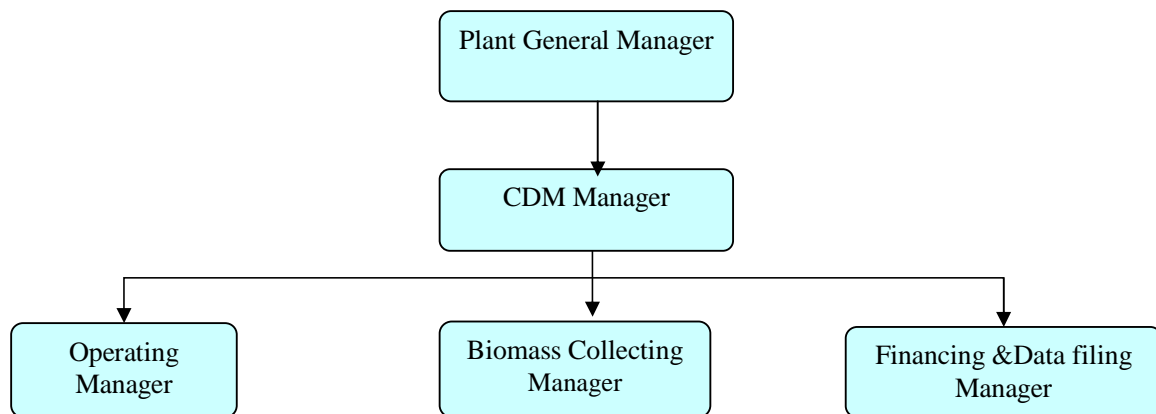 Plant General Manager
CDM Manager
Operating
Manager
Biomass Collecting
Manager
Financing &Data filing
Manager